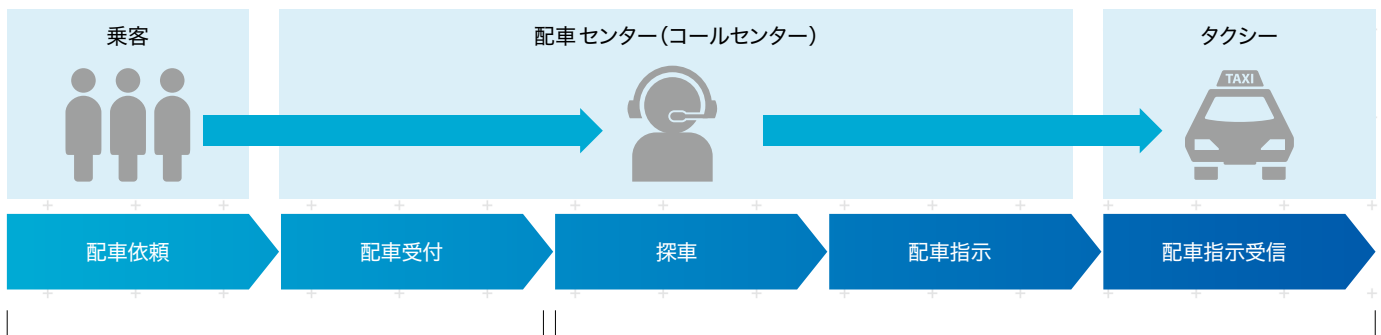 乗客
配車センター(コールセンター)
タクシー
TAXI
配車依頼
配車受付
探車
配車指示
配車指示受信